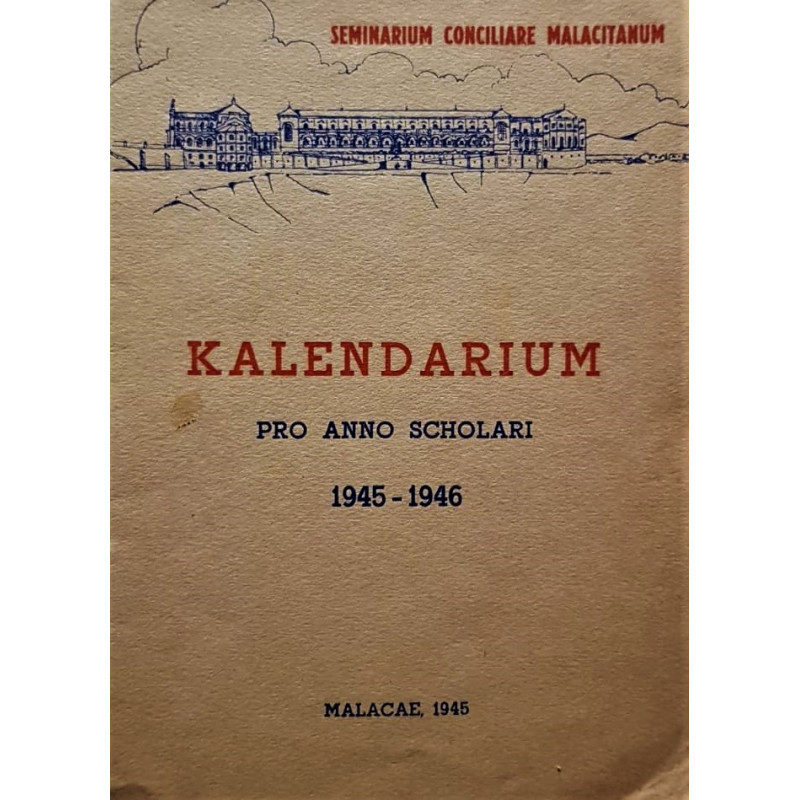 SEMINARIUM CONCILIARE MALACITANUM
KALENDARIUM
PRO ANNO SCHOLARI
1945-1946
MALACAE, 1945